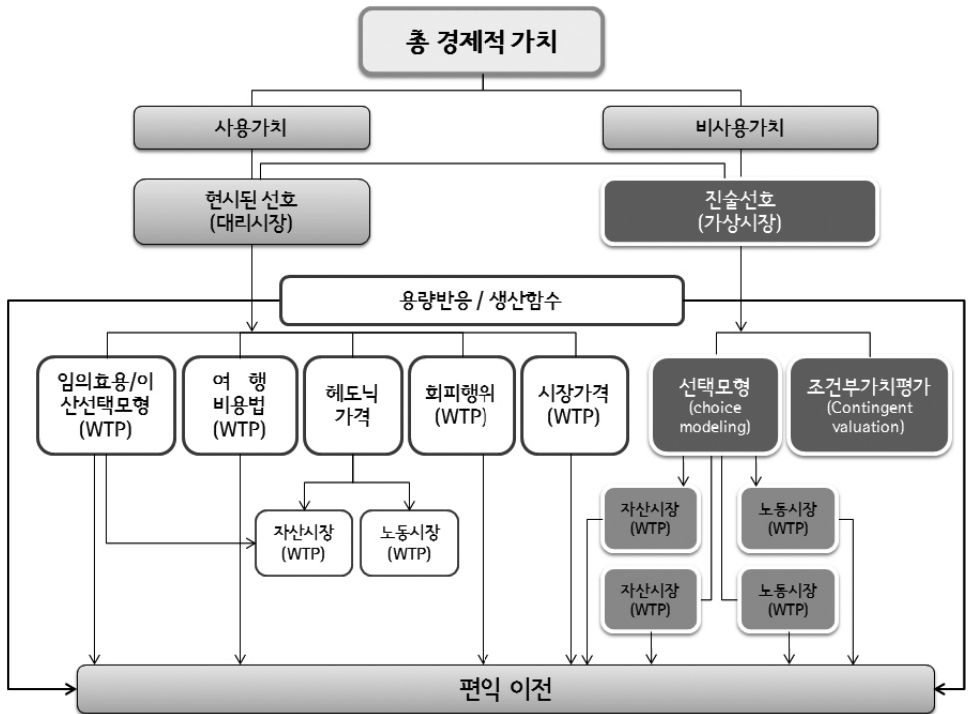 총 경제적 가치
사용가치
비사용가치
현시된 선호
(대리시장)
진술선호
(가상시장)
용량반응 / 생산함수
임의효용/이
산선택모형
(WTP)
여 행
비용법
(WTP)
헤도닉
가격
회피행위
(WTP)
시장가격
(WTP)
선택모형
(choice
modeling)
조건부가치평가
(Contingent
valuation)
자산시장
(WTP)
노동시장
(WTP)
자산시장
(WTP)
노동시장
(WTP)
자산시장
(WTP)
노동시장
(WTP)
편익 이전